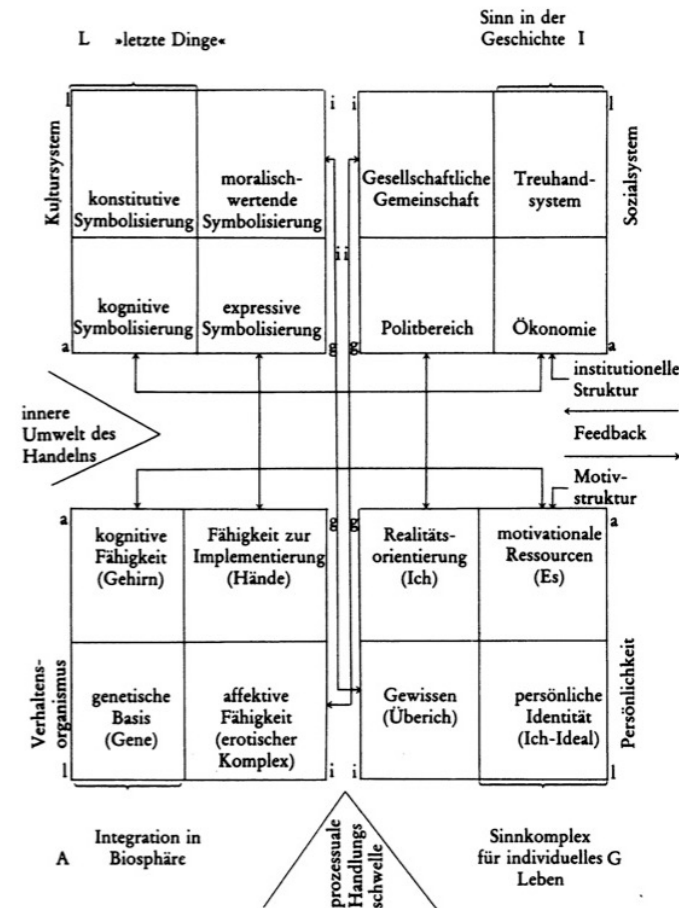 L »letzte Dinge«
Sinn in der
Geschichte I
l
i
i
l
Kultursystem
konstitutive
Symbolisierung
moralisch-
wertende
Symbolisierung
Gesellschaftliche
Gemeinschaft
Treuhand-
system
Sozialsystem
i
i
kognitive
Symbolisierung
expressive
Symbolisierung
Politbereich
Ökonomie
a
g
g
a
institutionelle
Struktur
innere
Umwelt des
Handelns
Feedback
Motiv-
struktur
a
g
g
a
kognitive
Fähigkeit
(Gehirn)
Fähigkeit zur
Implementierung
(Hände)
Realitäts-
orientierung
(Ich)
motivationale
Ressourcen
(Es)
Verhaltens-
organismus
genetische
Basis
(Gene)
affektive
Fähigkeit
(erotischer
Komplex)
Gewissen
(Überich)
persönliche
Identität
(Ich-Ideal)
Persönlichkeit
l
i
i
l
A
Integration in
Biosphäre
prozessuale
Handlungs
schwelle
Sinnkomplex
für individuelles G
Leben